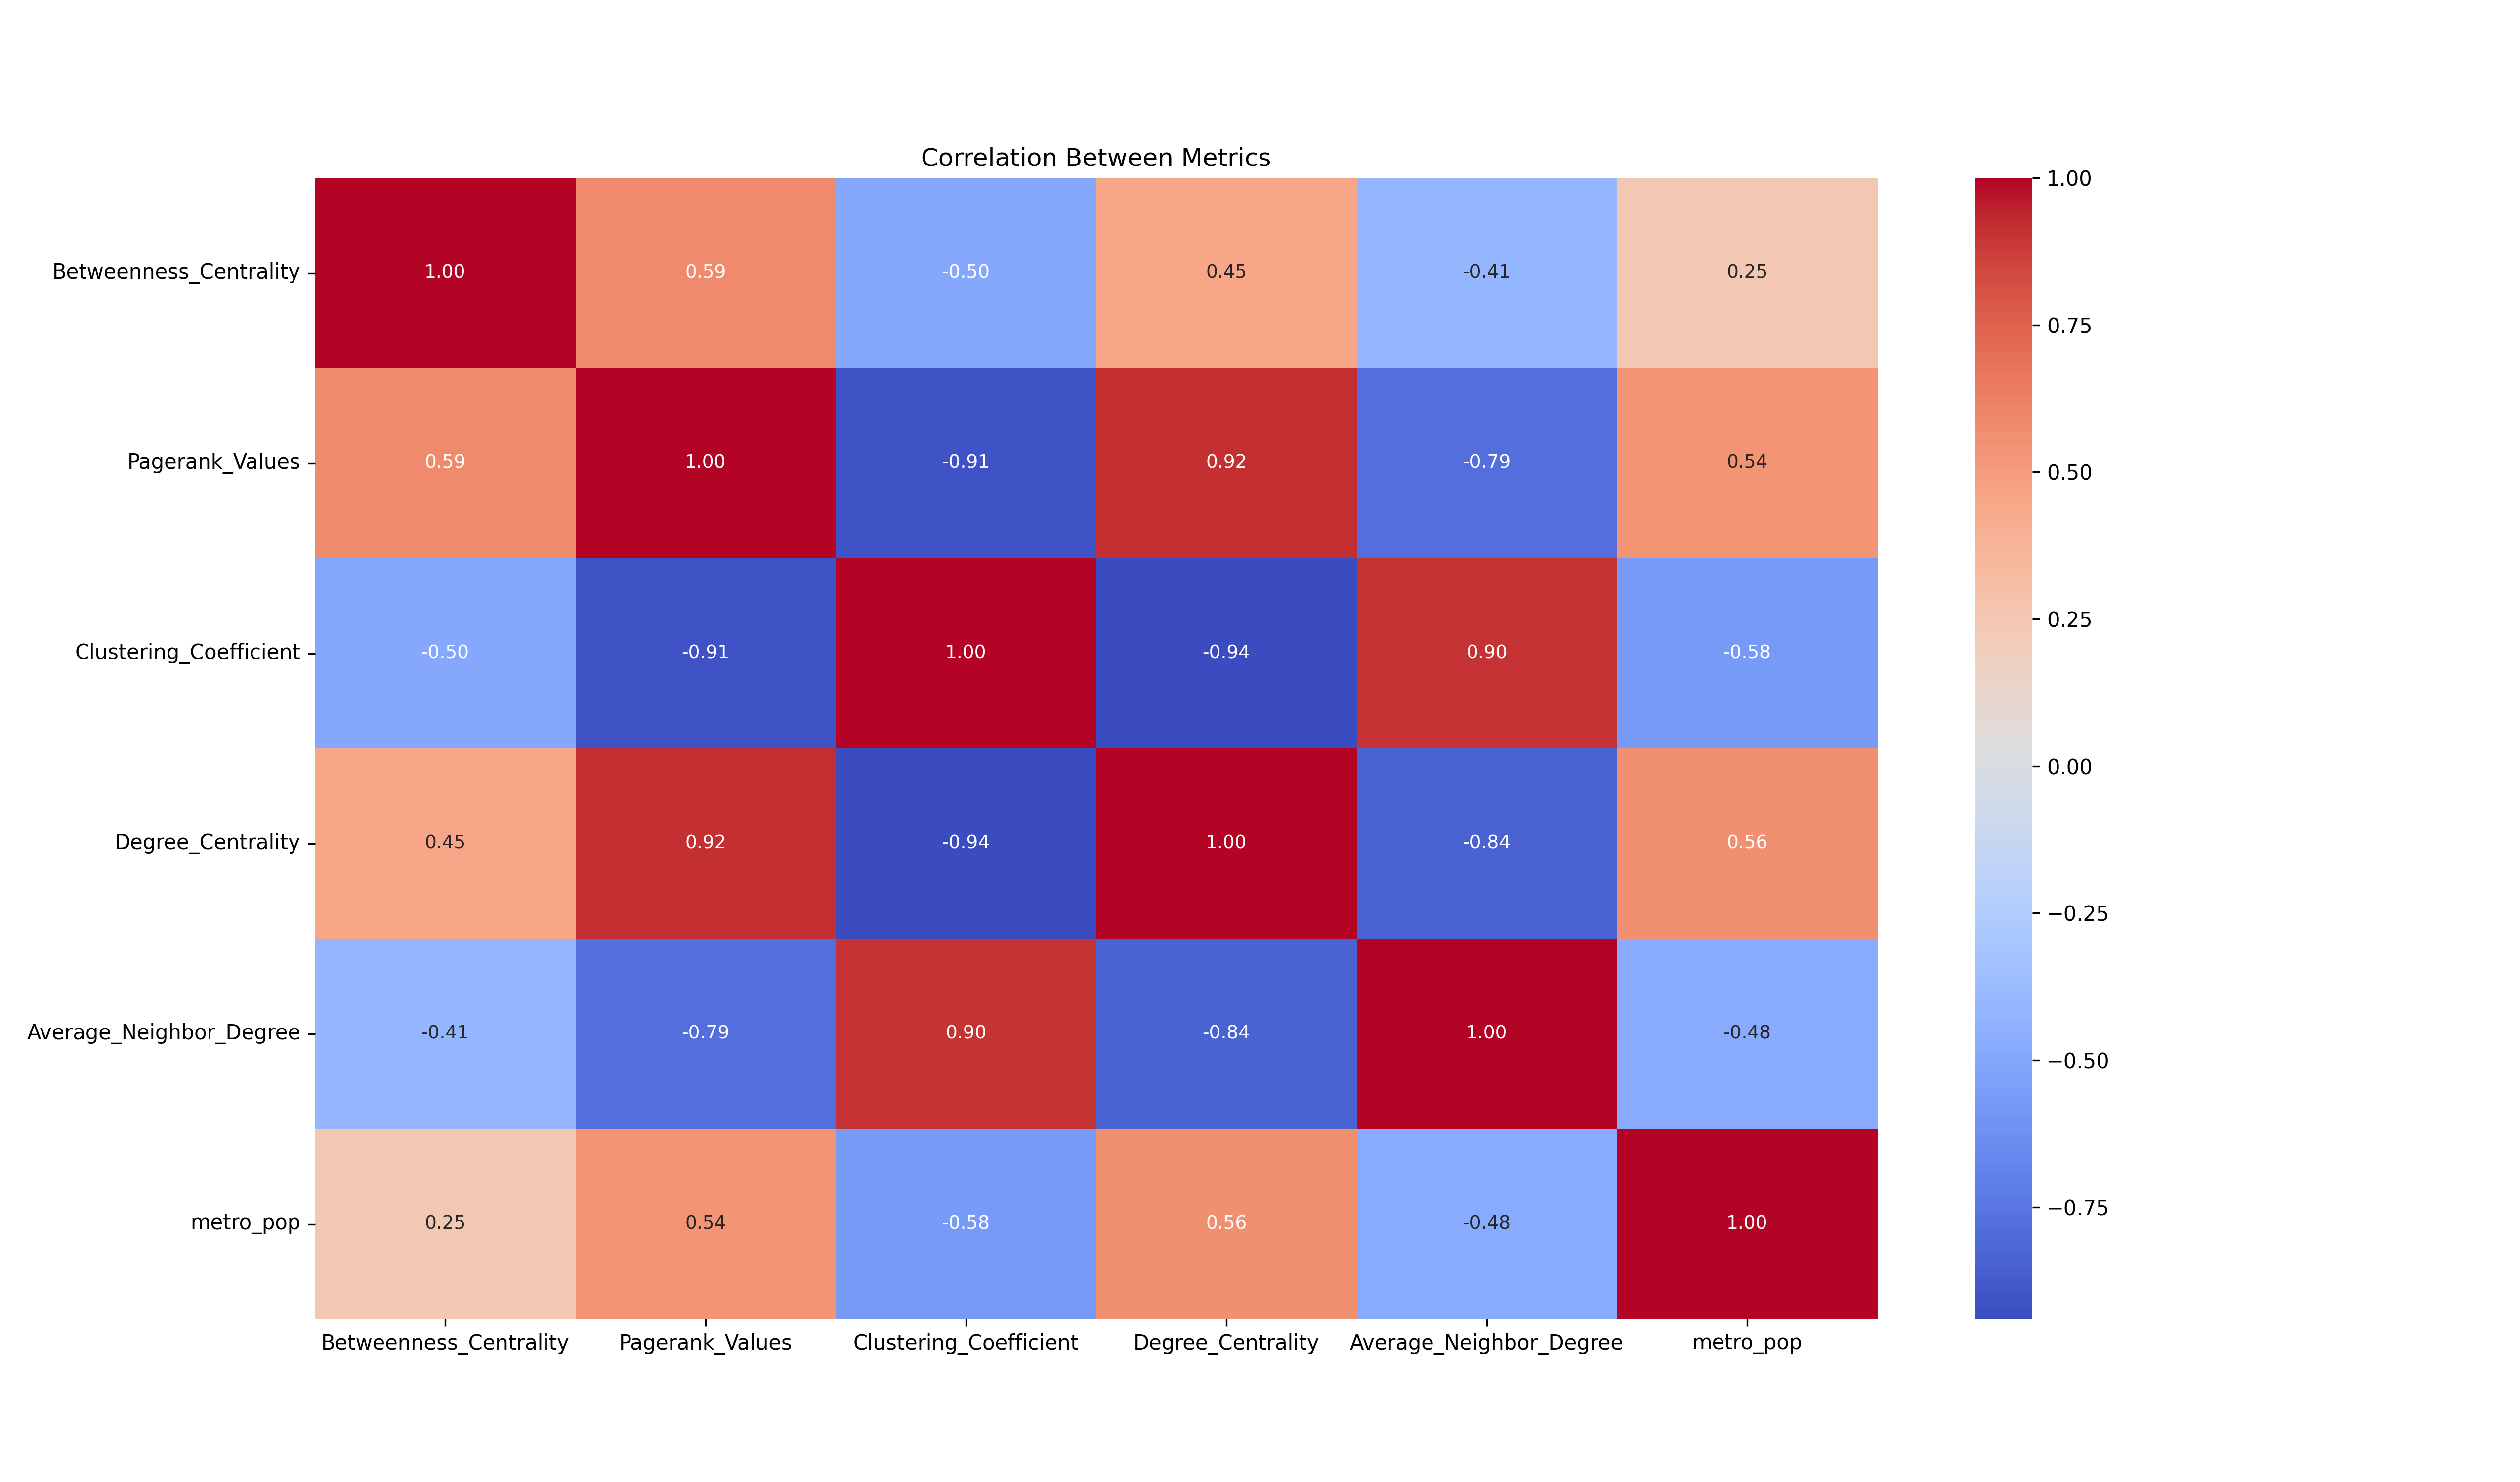 Correlation Between Metrics
Betweenness_Centrality 1.00 0.59 -0.50 0.45 -0.41 0.25
Pagerank_Values 0.59 1.00 -0.91 0.92 -0.79 0.54
Clustering_Coefficient -0.50 -0.91 1.00 -0.94 0.90 -0.58
Degree_Centrality 0.45 0.92 -0.94 1.00 -0.84 0.56
Average_Neighbor_Degree -0.41 -0.79 0.90 -0.84 1.00 -0.48
metro_pop 0.25 0.54 -0.58 0.56 -0.48 1.00
Betweenness_Centrality Pagerank_Values Clustering_Coefficient Degree_Centrality Average_Neighbor_Degree metro_pop
1.00
0.75
0.50
0.25
0.00
−0.25
−0.50
−0.75